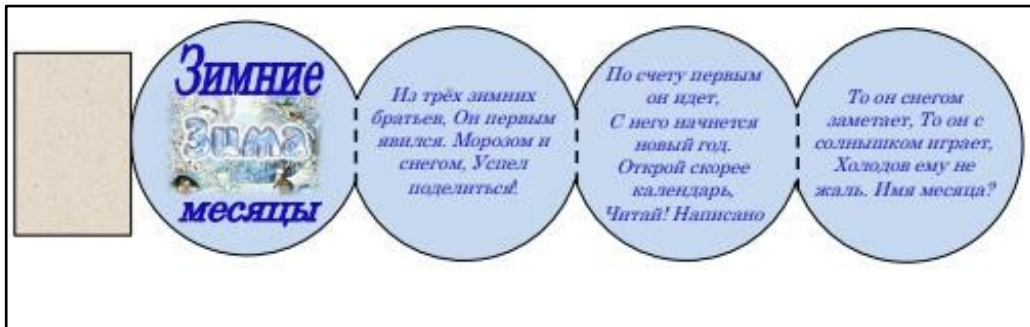 Зимние
Зима
месяцы
Из трёх зимних
братьев, Он первым
явился. Морозом и
снегом, Успел
поделиться!
По счету первым
он идет,
С него начнется
новый год.
Открой скорее
календарь,
Читай! Написано
То он снегом
заметает, То он с
солнышком играет,
Холодов ему не
жаль. Имя месяца?